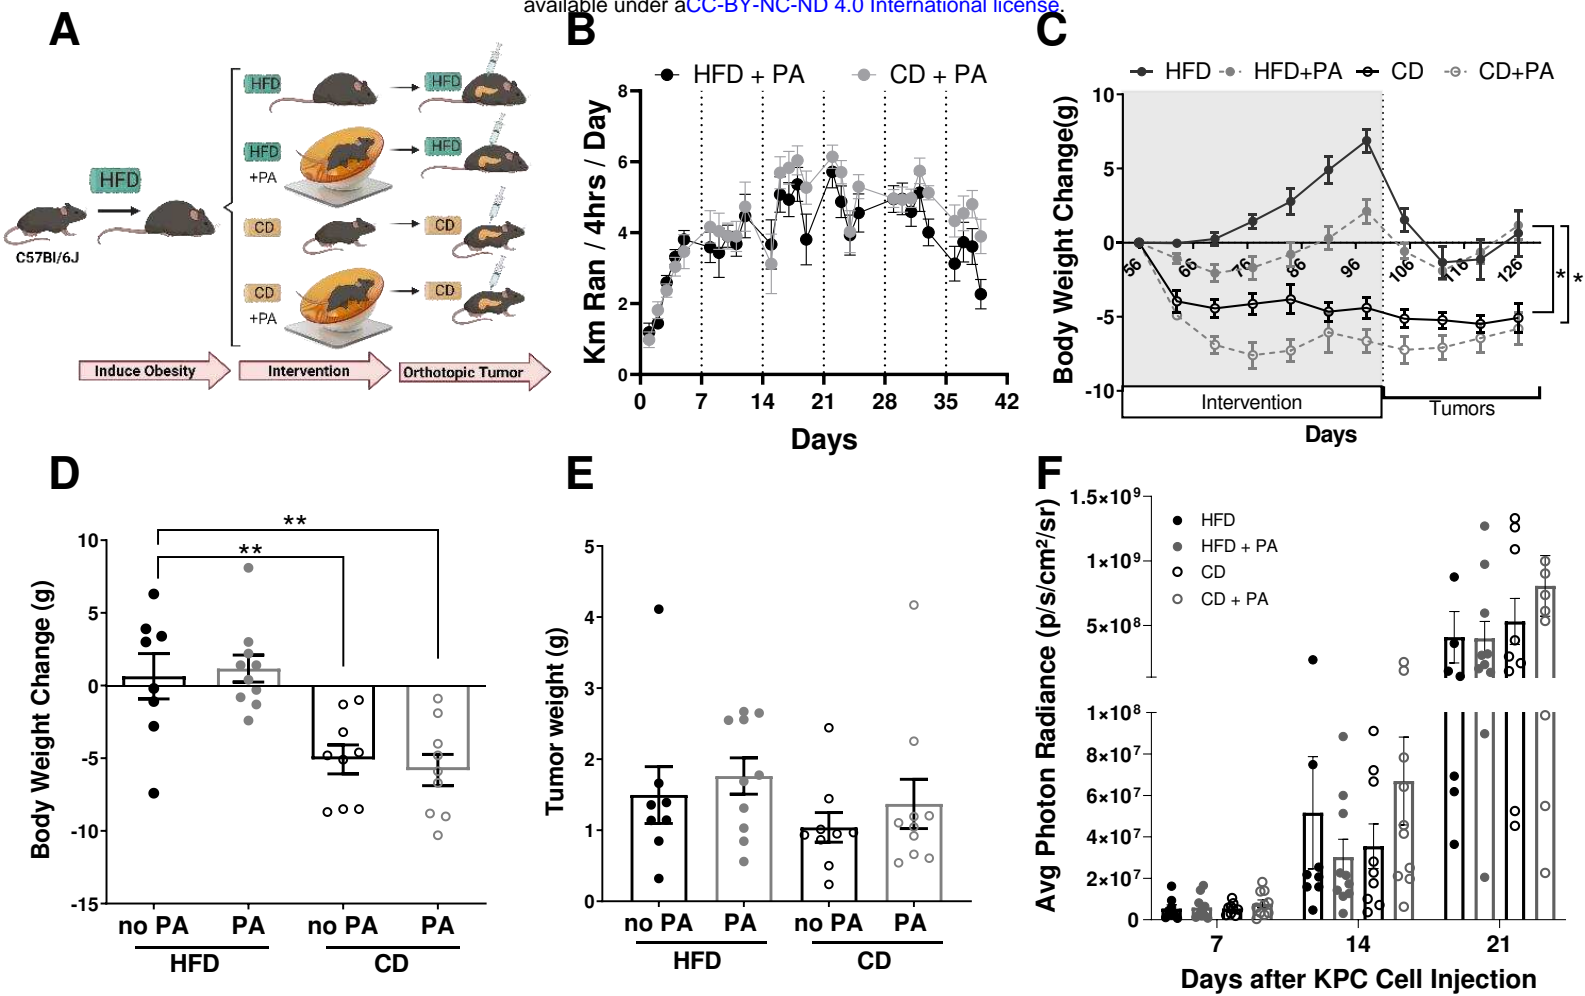 available under aCC-BY-NC-ND 4.0 International license.
A
HFD
HFD
HFD
HFD
+PA
HFD
CD
CD
CD
+PA
CD
C57Bl/6J
Induce Obesity
Intervention
Orthotopic Tumor
B
HFD + PA
CD + PA
Km Ran / 4hrs / Day
8
6
4
2
0
0 7 14 21 28 35 42
Days
C
HFD
HFD+PA
CD
CD+PA
Body Weight Change(g)
10
5
0
-5
-10
56 66 76 86 96 106 116 126
*
*
Intervention
Tumors
Days
D
**
**
Body Weight Change (g)
10
5
0
-5
-10
-15
no PA PA no PA PA
HFD CD
E
Tumor weight (g)
5
4
3
2
1
0
no PA PA no PA PA
HFD CD
F
HFD
HFD + PA
CD
CD + PA
Avg Photon Radiance (p/s/cm²/sr)
1.5×10⁹
1×10⁹
5×10⁸
1×10⁸
8×10⁷
6×10⁷
4×10⁷
2×10⁷
0
7 14 21
Days after KPC Cell Injection